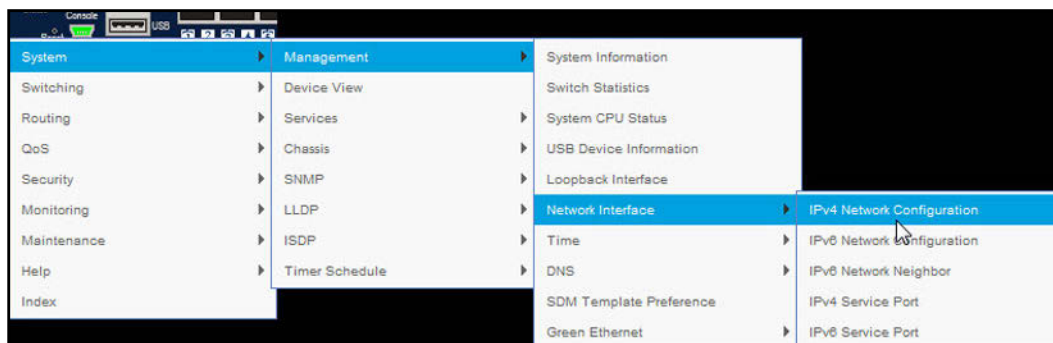 Console
USB
System
Switching
Routing
QoS
Security
Monitoring
Maintenance
Help
Index
Management
Device View
Services
Chassis
SNMP
LLDP
ISDP
Timer Schedule
System Information
Switch Statistics
System CPU Status
USB Device Information
Loopback Interface
Network Interface
Time
DNS
SDM Template Preference
Green Ethernet
IPv4 Network Configuration
IPv6 Network Configuration
IPv6 Network Neighbor
IPv4 Service Port
IPv6 Service Port